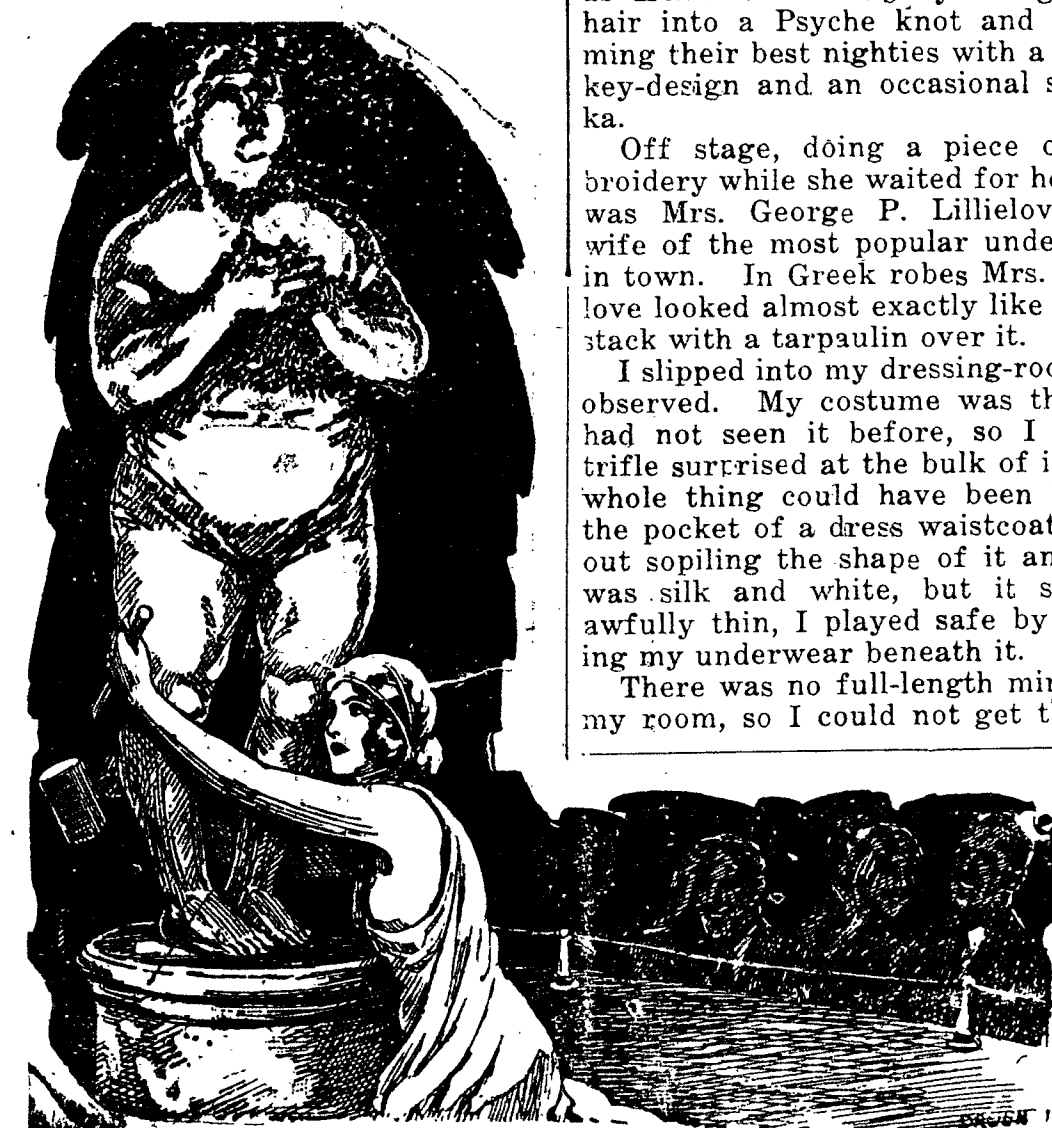 hair into a Psyche knot and
ming their best nighties with a
key-design and an occasional s
ka.
Off stage, doing a piece o
broidery while she waited for he
was Mrs. George P. Lillielov
wife of the most popular unde
in town. In Greek robes Mrs.
love looked almost exactly like
stack with a tarpaulin over it.
I slipped into my dressing-roo
observed. My costume was th
had not seen it before, so I
trifle surprised at the bulk of i
whole thing could have been
the pocket of a dress waistcoat
out sopiling the shape of it an
was silk and white, but it s
awfully thin, I played safe by
ing my underwear beneath it.
There was no full-length mir
my room, so I could not get t